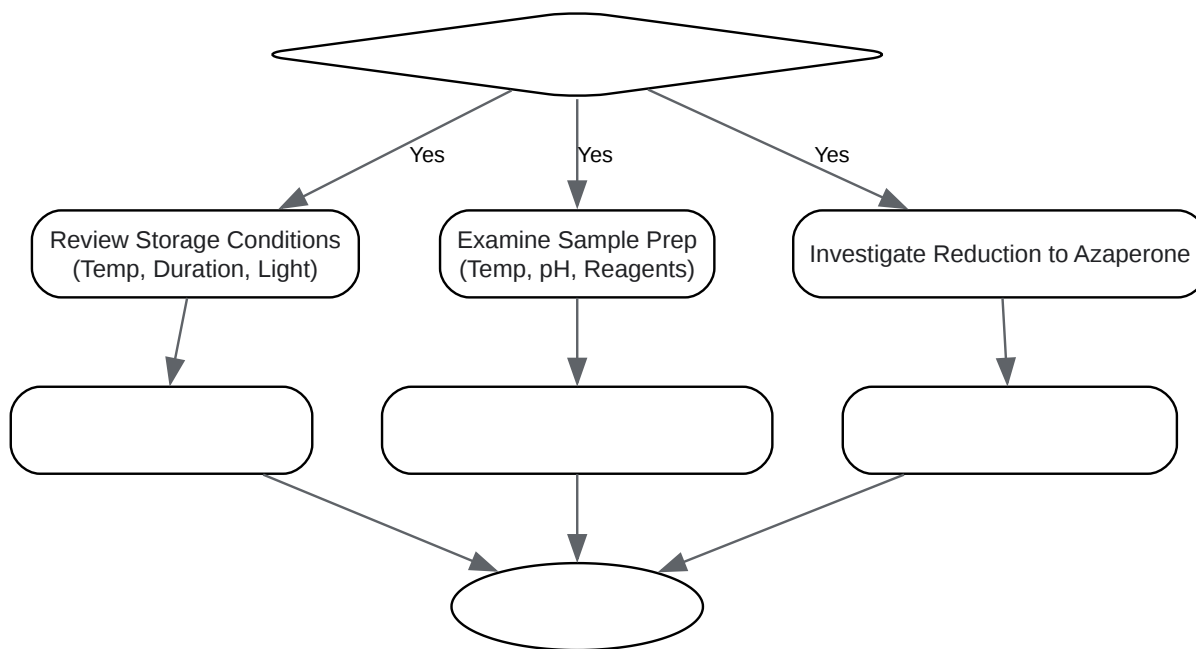 Yes
Yes
Yes
Review Storage Conditions
(Temp, Duration, Light)
Examine Sample Prep
(Temp, pH, Reagents)
Investigate Reduction to Azaperone